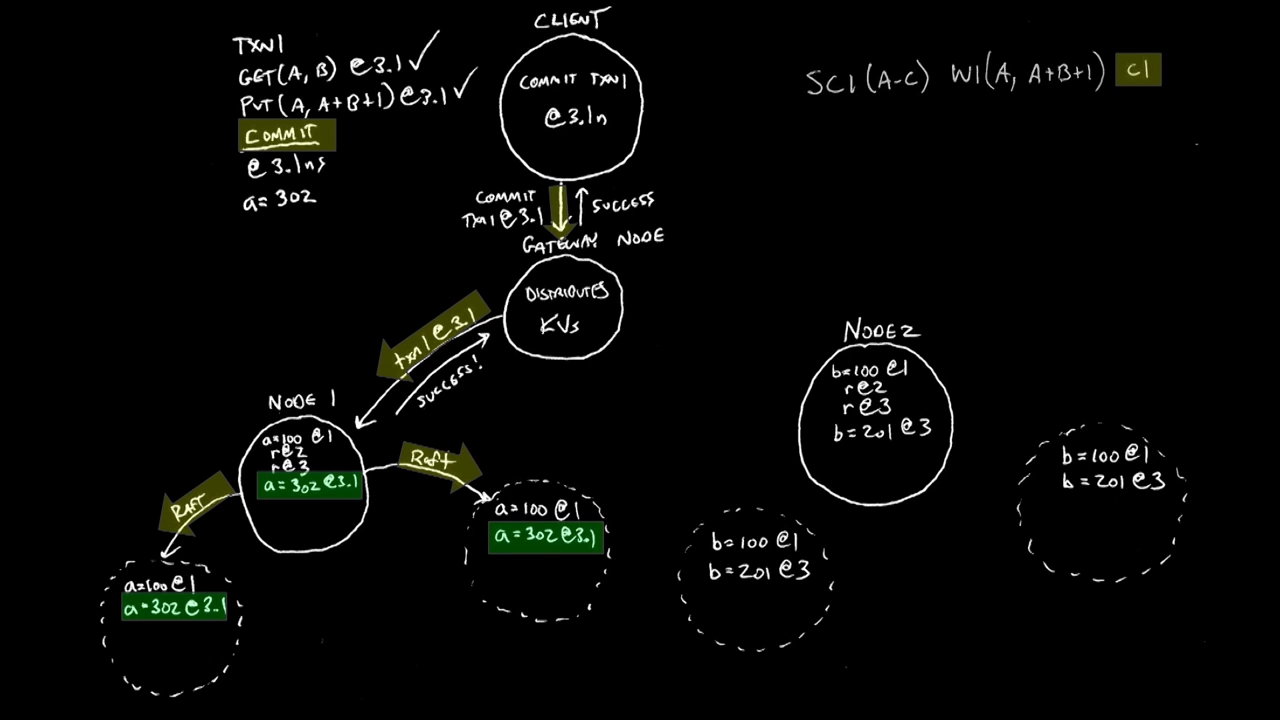 TXN1
GET(A, B) @3.1 ✓
PUT(A, A+B+1)@3.1 ✓
COMMIT
@ 3.1ns
a=302
CLIENT
COMMIT TXN1
@3.1n
SC1(A-C) W1(A, A+B+1) C1
COMMIT
TXN1@3.1
SUCCESS
GATEWAY NODE
DISTRIBUTES
KVs
txn1@3.1
SUCCESS!
NODE 1
a=100 @1
r@2
r@3
a=302@3.1
Raft
RAFT
a=100@1
a=302@3.1
a=100 @1
a=302@3.1
NODE2
b=100@1
r@2
r@3
b=201@3
b=100@1
b=201@3
b=100@1
b=201@3